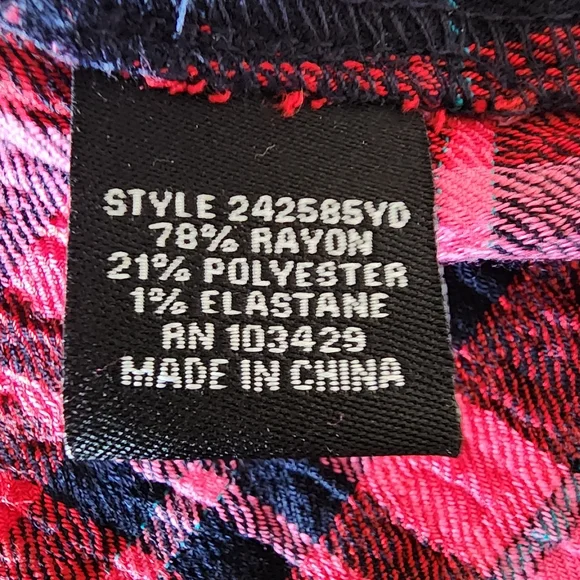 STYLE 242585YD
78% RAYON
21% POLYESTER
1% ELASTANE
RN 103429
MADE IN CHINA